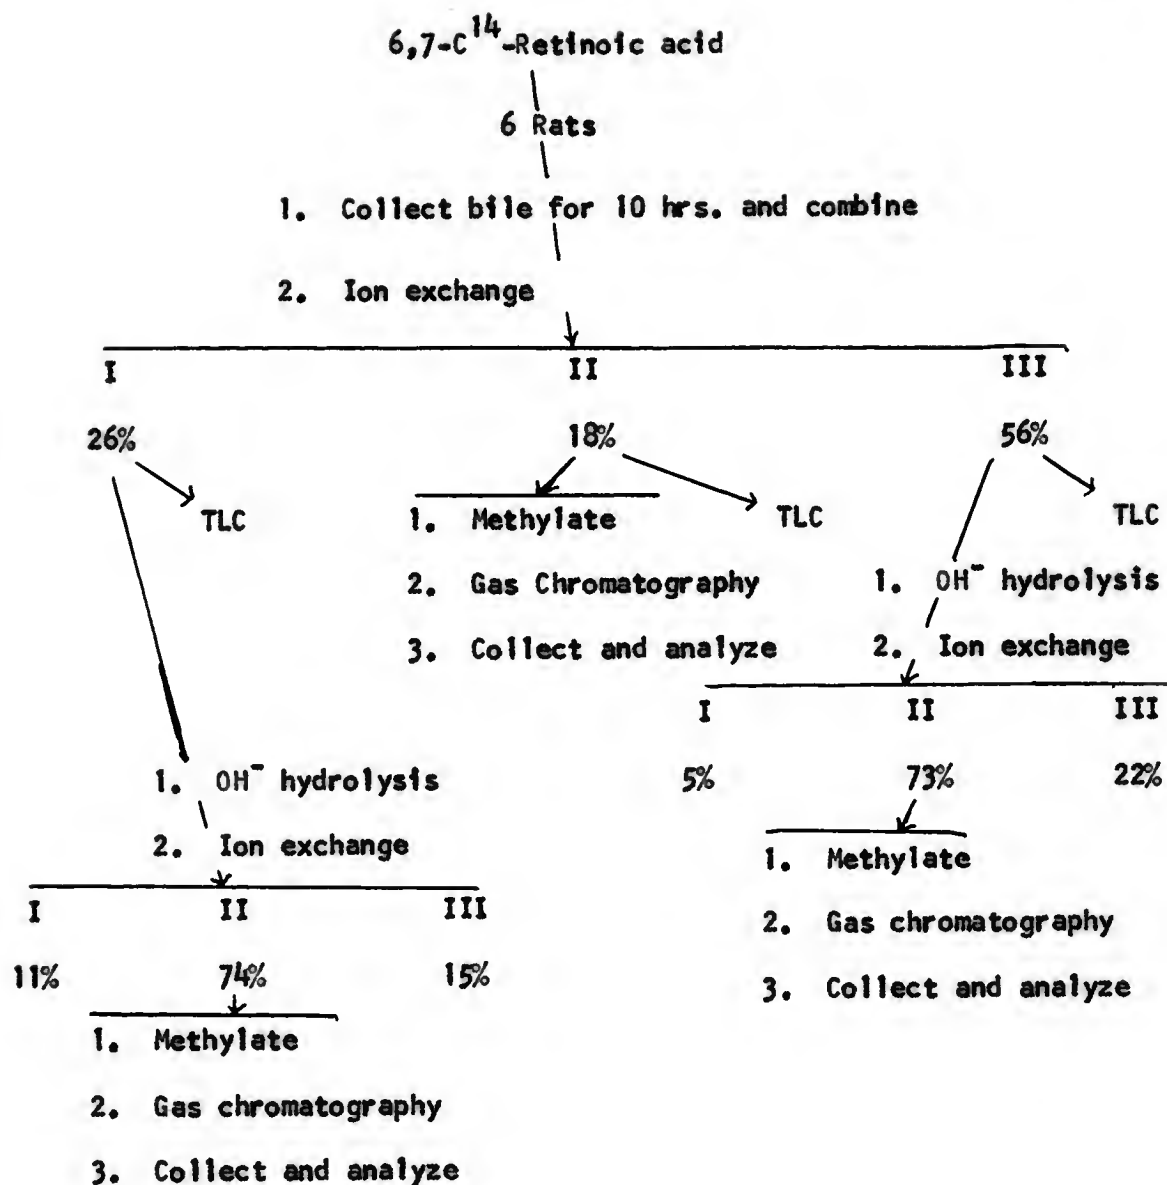 6,7-C14-Retinoic acid
6 Rats
1. Collect bile for 10 hrs. and combine
2. Ion exchange
I II III
26% 18% 56%
TLC
1. Methylate
TLC
TLC
2. Gas Chromatography
1. OH- hydrolysis
3. Collect and analyze
2. Ion exchange
I II III
5% 73% 22%
1. Methylate
2. Gas chromatography
3. Collect and analyze
1. OH- hydrolysis
2. Ion exchange
I II III
11% 74% 15%
1. Methylate
2. Gas chromatography
3. Collect and analyze